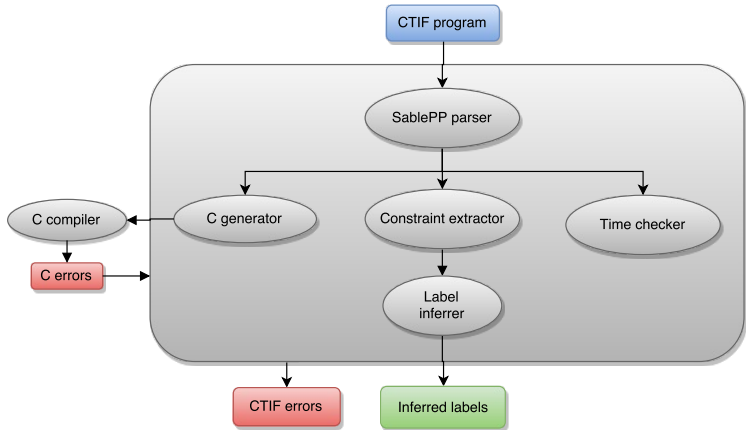 CTIF program
SablePP parser
C compiler
C generator
Constraint extractor
Time checker
C errors
Label
inferrer
CTIF errors
Inferred labels